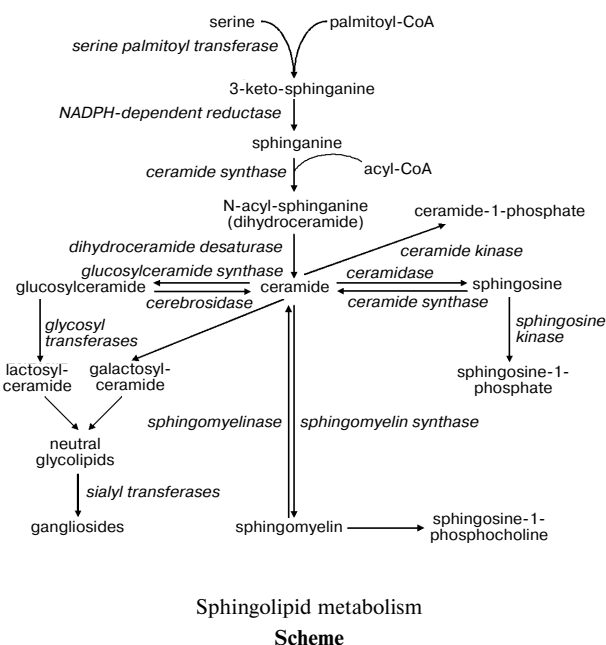 serine
palmitoyl-CoA
serine palmitoyl transferase
3-keto-sphinganine
NADPH-dependent reductase
sphinganine
ceramide synthase
acyl-CoA
N-acyl-sphinganine
(dihydroceramide)
ceramide-1-phosphate
dihydroceramide desaturase
ceramide kinase
glucosylceramide synthase
ceramidase
glucosylceramide
ceramide
sphingosine
cerebrosidase
ceramide synthase
glycosyl
transferases
sphingosine
kinase
lactosyl-
ceramide
galactosyl-
ceramide
sphingosine-1-
phosphate
sphingomyelinase
sphingomyelin synthase
neutral
glycolipids
sialyl transferases
gangliosides
sphingomyelin
sphingosine-1-
phosphocholine
Sphingolipid metabolism
Scheme